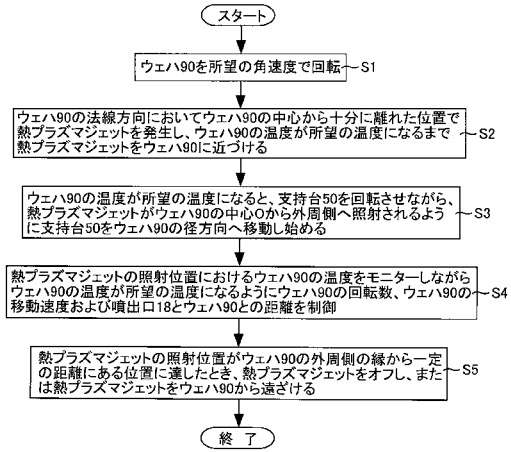 スタート
ウェハ90を所望の角速度で回転
S1
ウェハ90の法線方向においてウェハ90の中心から十分に離れた位置で
熱プラズマジェットを発生し、ウェハ90の温度が所望の温度になるまで
熱プラズマジェットをウェハ90に近づける
S2
ウェハ90の温度が所望の温度になると、支持台50を回転させながら、
熱プラズマジェットがウェハ90の中心Oから外周側へ照射されるよう
に支持台50をウェハ90の径方向へ移動し始める
S3
熱プラズマジェットの照射位置におけるウェハ90の温度をモニターしながら
ウェハ90の温度が所望の温度になるようにウェハ90の回転数、ウェハ90の
移動速度および噴出口18とウェハ90との距離を制御
S4
熱プラズマジェットの照射位置がウェハ90の外周側の縁から一定
の距離にある位置に達したとき、熱プラズマジェットをオフし、また
は熱プラズマジェットをウェハ90から遠ざける
S5
終了